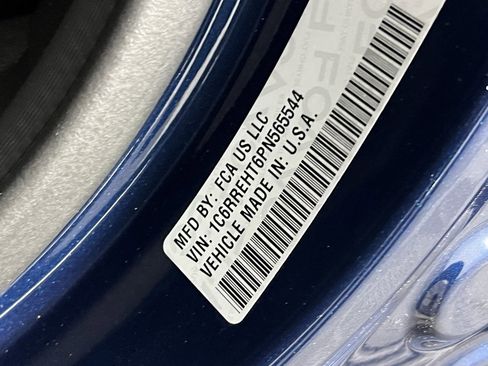 MFD BY: FCA US LLC
VIN: 1C6RREHT6PN565544
VEHICLE MADE IN: U.S.A.